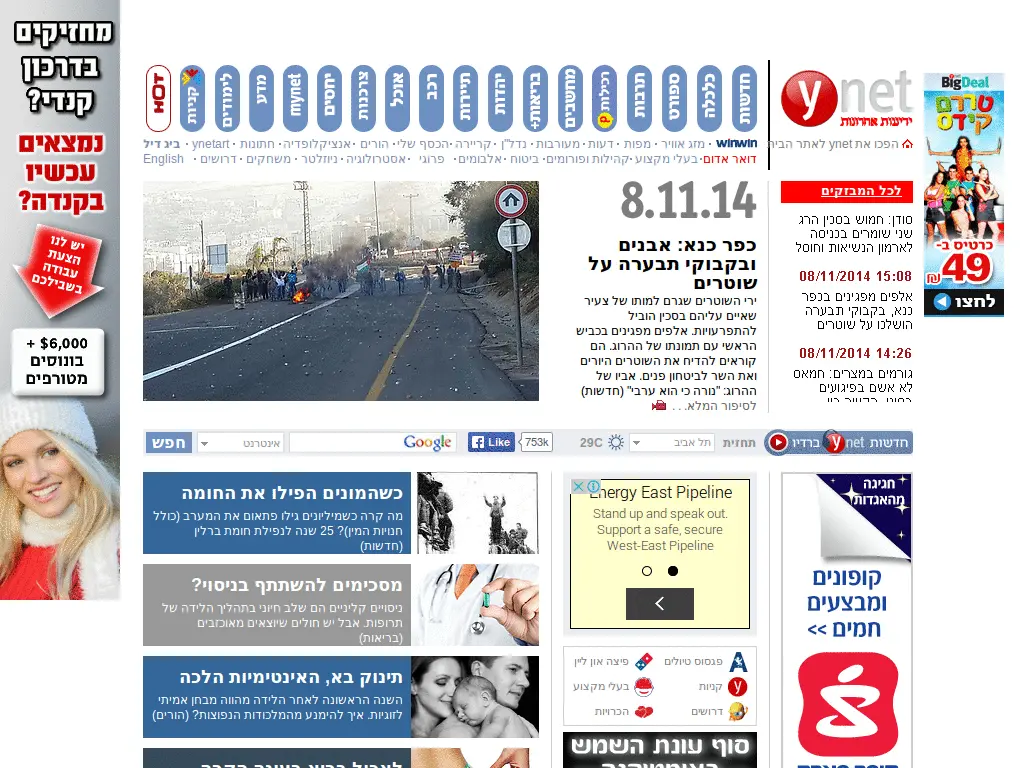 מחזיקים
בדרכון
קנדי?
נמצאים
עכשיו
בקנדה?
יש לנו
הצעת
עבודה
בשבילכם
+ $6,000
בונוסים
מטורפים
חדשות
כלכלה
ספורט
תרבות
רכילות
מחשבים
בריאות+
יהדות
תיירות
רכב
אוכל
צרכנות
יחסים
mynet
מדע
לימודים
קניות
HOT
ynet
ידיעות אחרונות
הפכו את ynet לאתר הבית
winwin · מזג אוויר · מפות · דעות · מעורבות · נדל"ן · קריירה · הכסף שלי · הורים · אנציקלופדיה · חתונות · ynetart · ביג דיל
דואר אדום · בעלי מקצוע · קהילות ופורומים · ביטוח · אלבומים · פרוגי · אסטרולוגיה · ניוזלטר · משחקים · דרושים · English
8.11.14
כפר כנא: אבנים
ובקבוקי תבערה על
שוטרים
ירי השוטרים שגרם למותו של צעיר
שאיים עליהם בסכין הוביל
להתפרעויות. אלפים מפגינים בכביש
הראשי עם תמונתו של ההרוג. הם
קוראים להדיח את השוטרים היורים
ואת השר לביטחון פנים. אביו של
ההרוג: "נורה כי הוא ערבי" (חדשות)
לסיפור המלא...
לכל המבזקים
סודן: חמוש בסכין הרג
שני שומרים בכניסה
לארמון הנשיאות וחוסל
08/11/2014 15:08
אלפים מפגינים בכפר
כנא, בקבוקי תבערה
הושלכו על שוטרים
08/11/2014 14:26
גורמים במצרים: חמאס
לא אשם בפיגועים
BigDeal
טררם
קידס
כרטיס ב-
49 ₪
לחצו
חדשות ynet ברדיו
תחזית
תל אביב
29C
753k
Like
Google
אינטרנט
חפש
כשהמונים הפילו את החומה
מה קרה כשמיליונים גילו פתאום את המערב (כולל
חנויות המין)? 25 שנה לנפילת חומת ברלין
(חדשות)
מסכימים להשתתף בניסוי?
ניסויים קליניים הם שלב חיוני בתהליך הלידה של
תרופות. אבל יש חולים שיוצאים מאוכזבים
(בריאות)
תינוק בא, האינטימיות הלכה
השנה הראשונה לאחר הלידה מהווה מבחן אמיתי
לזוגיות. איך להימנע מהמלכודות הנפוצות? (הורים)
Energy East Pipeline
Stand up and speak out.
Support a safe, secure
West-East Pipeline
פגסוס טיולים
פיצה און ליין
קניות
בעלי מקצוע
דרושים
הכרויות
סוף עונת השמש
חגיגה
מהאגדות
קופונים
ומבצעים
חמים >>